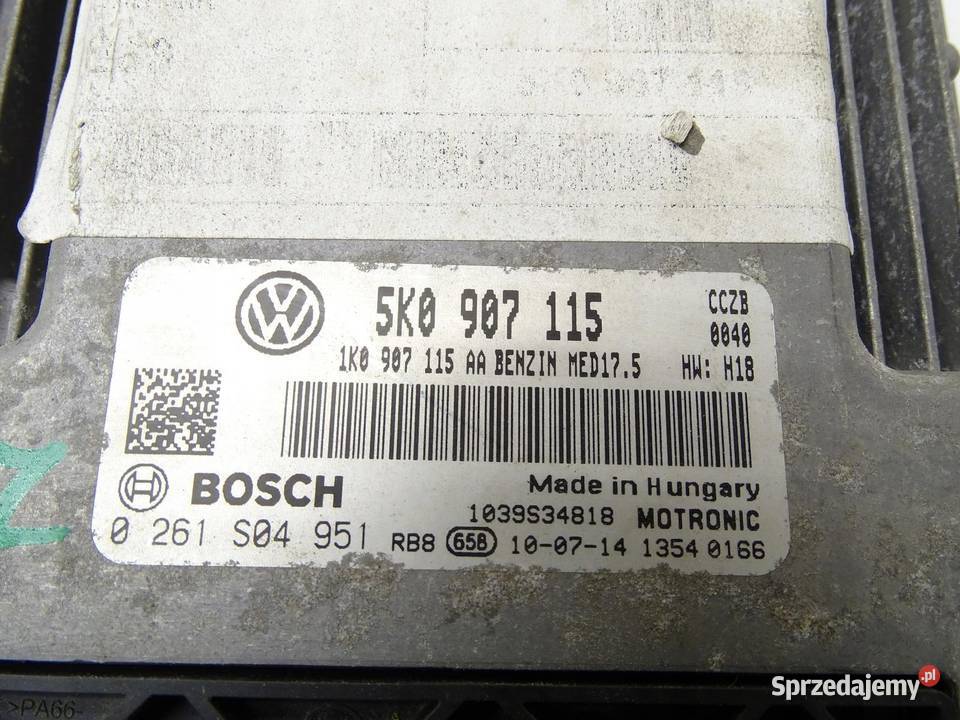 5K0 907 115
CCZB
0040
1K0 907 115 AA BENZIN MED17.5 HW: H18
BOSCH
Made in Hungary
1039S34818 MOTRONIC
0 261 S04 951 RB8 658 10-07-14 1354 0166
>PA66-
Sprzedajemy.pl